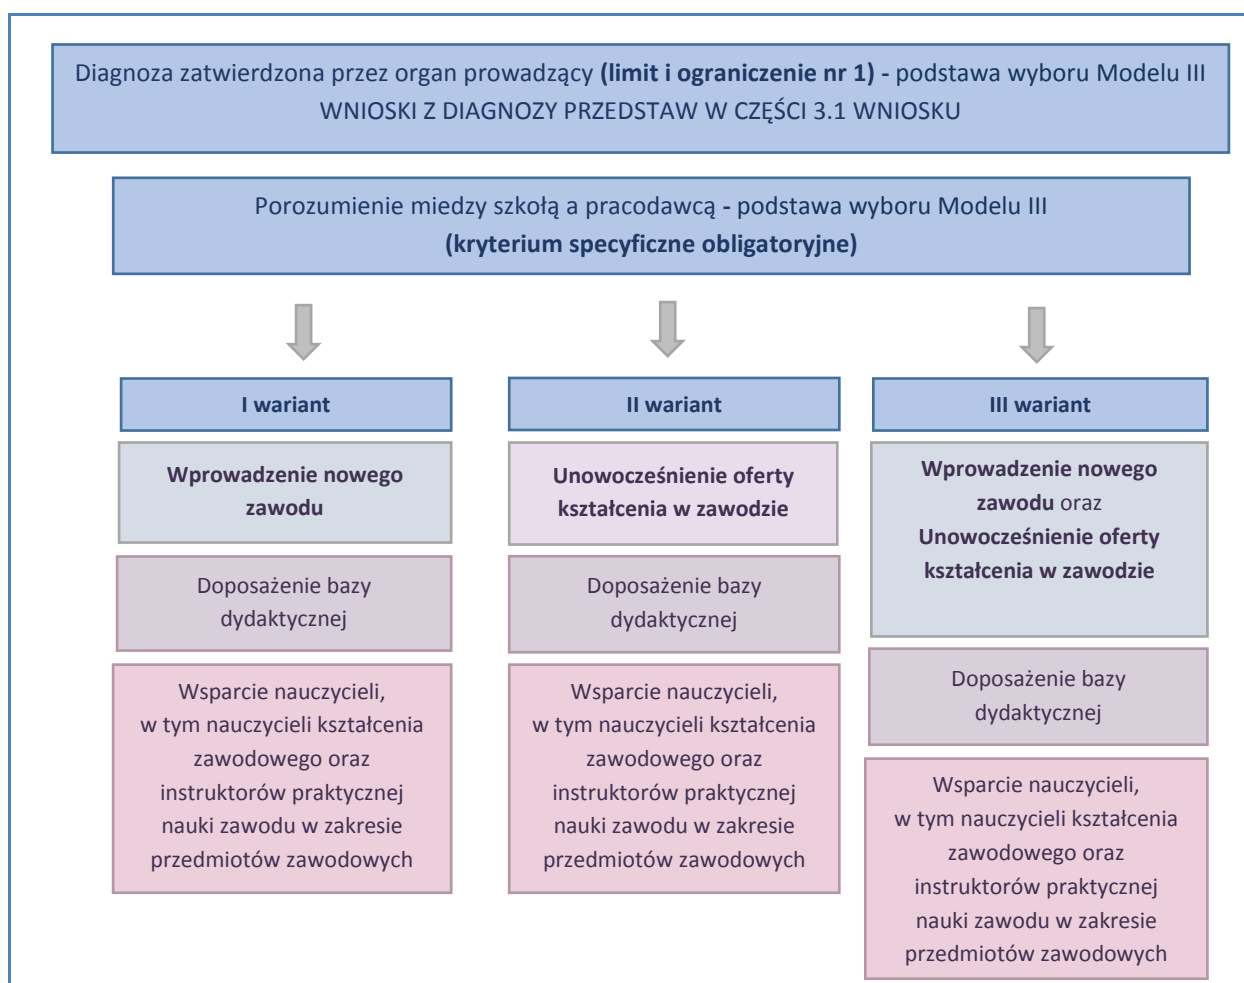 Diagnoza zatwierdzona przez organ prowadzący (limit i ograniczenie nr 1) - podstawa wyboru Modelu III
WNIOSKI Z DIAGNOZY PRZEDSTAW W CZĘŚCI 3.1 WNIOSKU
Porozumienie miedzy szkołą a pracodawcą - podstawa wyboru Modelu III
(kryterium specyficzne obligatoryjne)
I wariant
Wprowadzenie nowego
zawodu
Doposażenie bazy
dydaktycznej
Wsparcie nauczycieli,
w tym nauczycieli kształcenia
zawodowego oraz
instruktorów praktycznej
nauki zawodu w zakresie
przedmiotów zawodowych
II wariant
Unowocześnienie oferty
kształcenia w zawodzie
Doposażenie bazy
dydaktycznej
Wsparcie nauczycieli,
w tym nauczycieli kształcenia
zawodowego oraz
instruktorów praktycznej
nauki zawodu w zakresie
przedmiotów zawodowych
III wariant
Wprowadzenie nowego
zawodu oraz
Unowocześnienie oferty
kształcenia w zawodzie
Doposażenie bazy
dydaktycznej
Wsparcie nauczycieli,
w tym nauczycieli kształcenia
zawodowego oraz
instruktorów praktycznej
nauki zawodu w zakresie
przedmiotów zawodowych